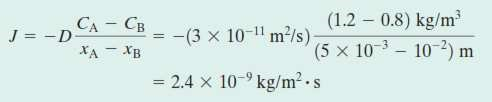 J = −D (C_A − C_B)/(x_A − x_B) = −(3 × 10⁻¹¹ m²/s) (1.2 − 0.8) kg/m³/(5 × 10⁻³ − 10⁻²) m
= 2.4 × 10⁻⁹ kg/m² · s